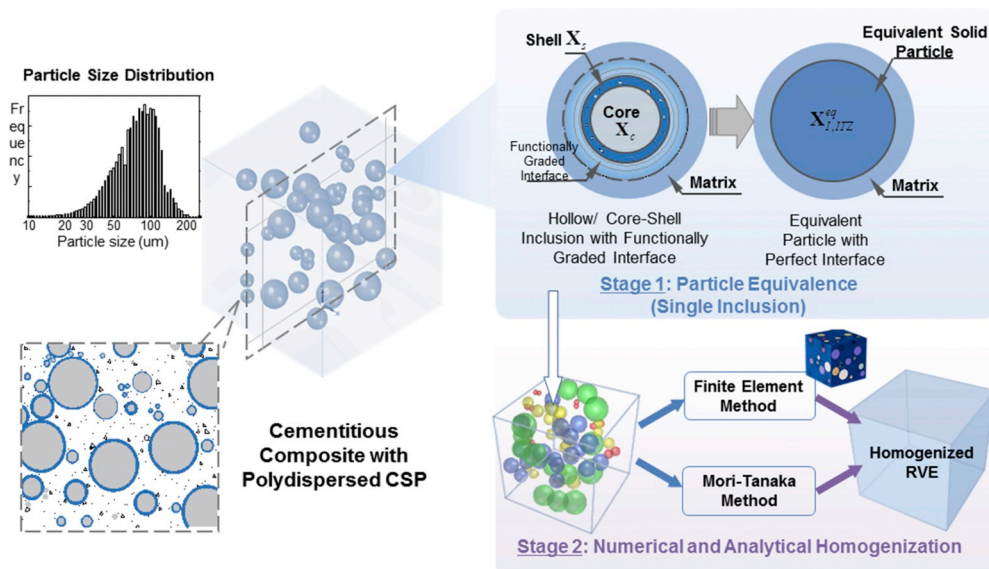 Particle Size Distribution
Fr
eq
ue
nc
y
10 20 30 50 100 200
Particle size (um)
Cementitious
Composite with
Polydispersed CSP
Shell X_s
Core
X_c
Functionally
Graded
Interface
Matrix
Hollow/ Core-Shell
Inclusion with Functionally
Graded Interface
Equivalent Solid
Particle
X^{eq}_{I,ITZ}
Matrix
Equivalent
Particle with
Perfect Interface
Stage 1: Particle Equivalence
(Single Inclusion)
Finite Element
Method
Mori-Tanaka
Method
Homogenized
RVE
Stage 2: Numerical and Analytical Homogenization